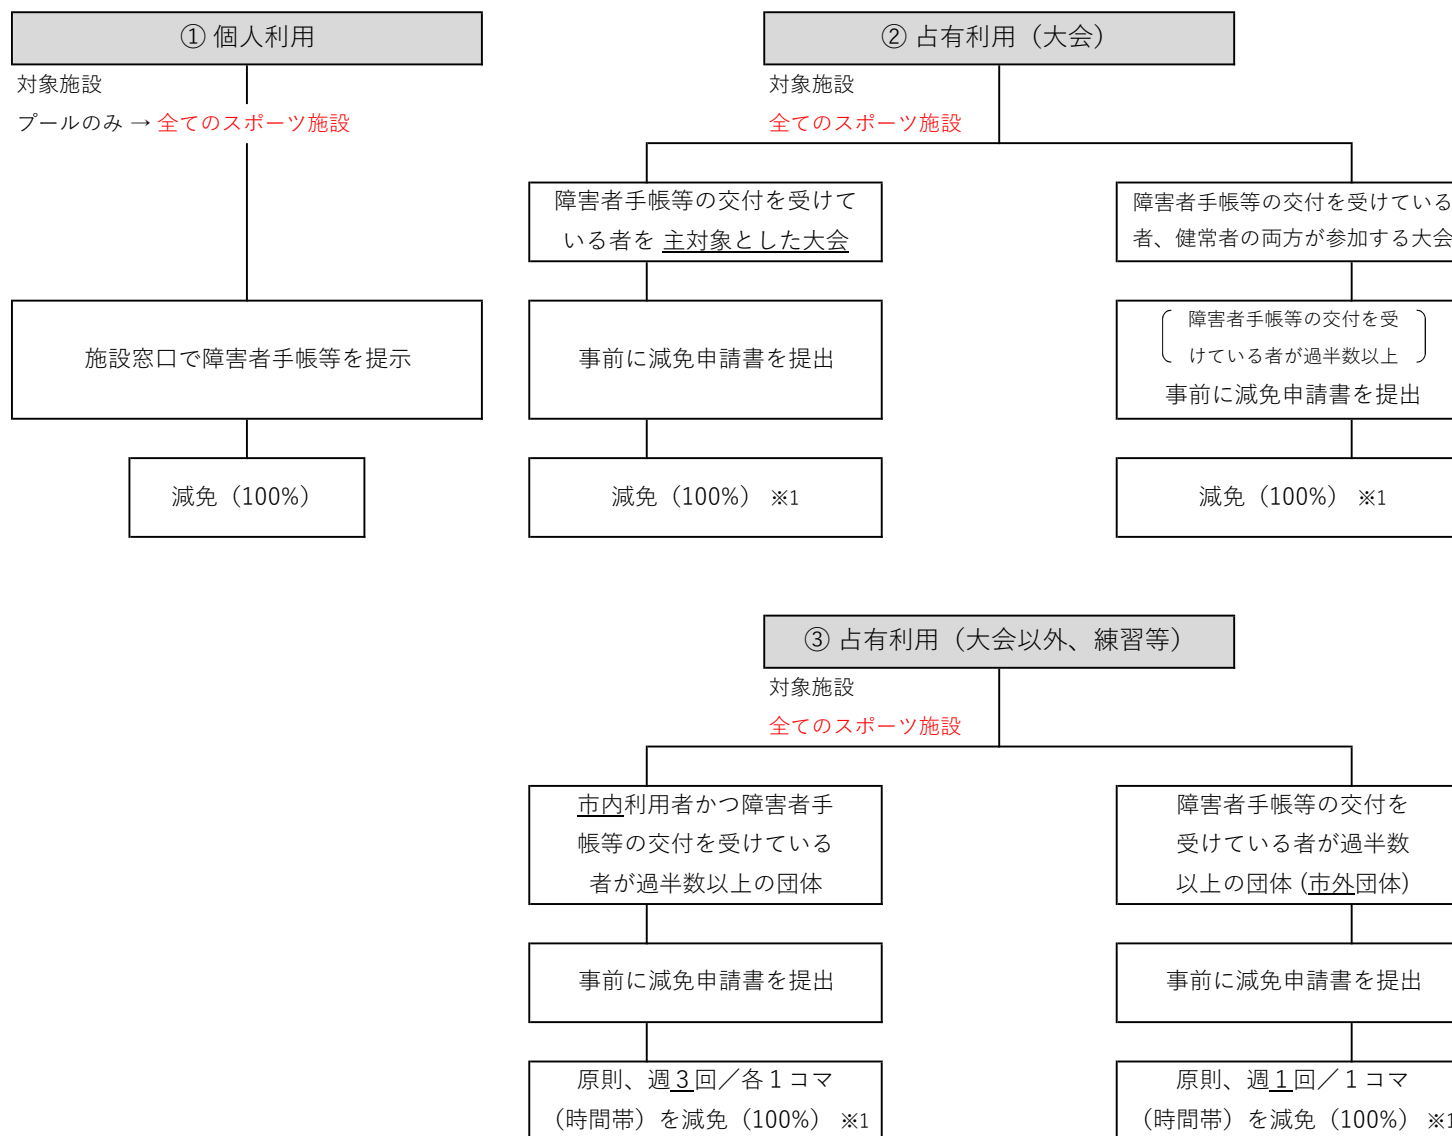 ① 個人利用
対象施設
プールのみ → 全てのスポーツ施設
施設窓口で障害者手帳等を提示
減免（100%）
② 占有利用（大会）
対象施設
全てのスポーツ施設
障害者手帳等の交付を受けて
いる者を 主対象とした大会
事前に減免申請書を提出
減免（100%） ※1
障害者手帳等の交付を受けている
者、健常者の両方が参加する大会
障害者手帳等の交付を受
けている者が過半数以上
事前に減免申請書を提出
減免（100%） ※1
③ 占有利用（大会以外、練習等）
対象施設
全てのスポーツ施設
市内利用者かつ障害者手
帳等の交付を受けている
者が過半数以上の団体
事前に減免申請書を提出
原則、週３回／各１コマ
（時間帯）を減免（100%） ※1
障害者手帳等の交付を
受けている者が過半数
以上の団体 (市外団体)
事前に減免申請書を提出
原則、週１回／１コマ
（時間帯）を減免（100%） ※1